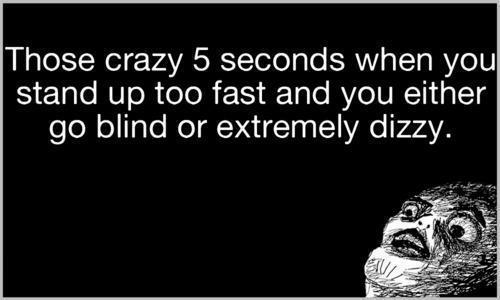 Those crazy 5 seconds when you
stand up too fast and you either
go blind or extremely dizzy.